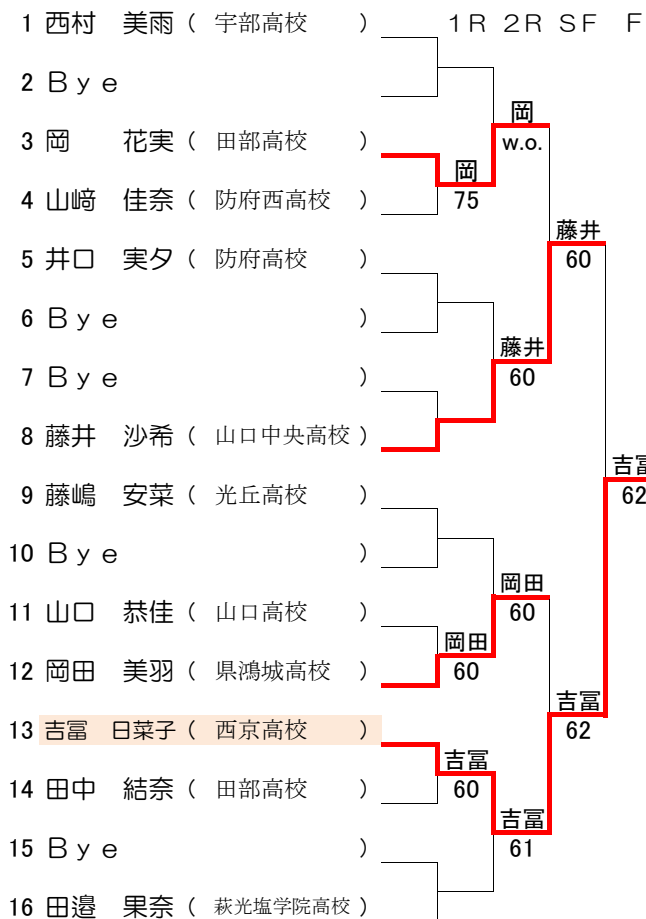 1 西村 美雨 ( 宇部高校 ) 1R 2R SF F
2 Bye )
岡
3 岡 花実 ( 田部高校 ) w.o.
岡
4 山﨑 佳奈 ( 防府西高校 ) 75
藤井
5 井口 実夕 ( 防府高校 ) 60
6 Bye )
藤井
7 Bye ) 60
8 藤井 沙希 ( 山口中央高校 )
吉冨
9 藤嶋 安菜 ( 光丘高校 ) 62
10 Bye )
岡田
11 山口 恭佳 ( 山口高校 ) 60
岡田
12 岡田 美羽 ( 県鴻城高校 ) 60
吉冨
13 吉冨 日菜子 ( 西京高校 ) 62
吉冨
14 田中 結奈 ( 田部高校 ) 60
吉冨
15 Bye ) 61
16 田邉 果奈 ( 萩光塩学院高校 )